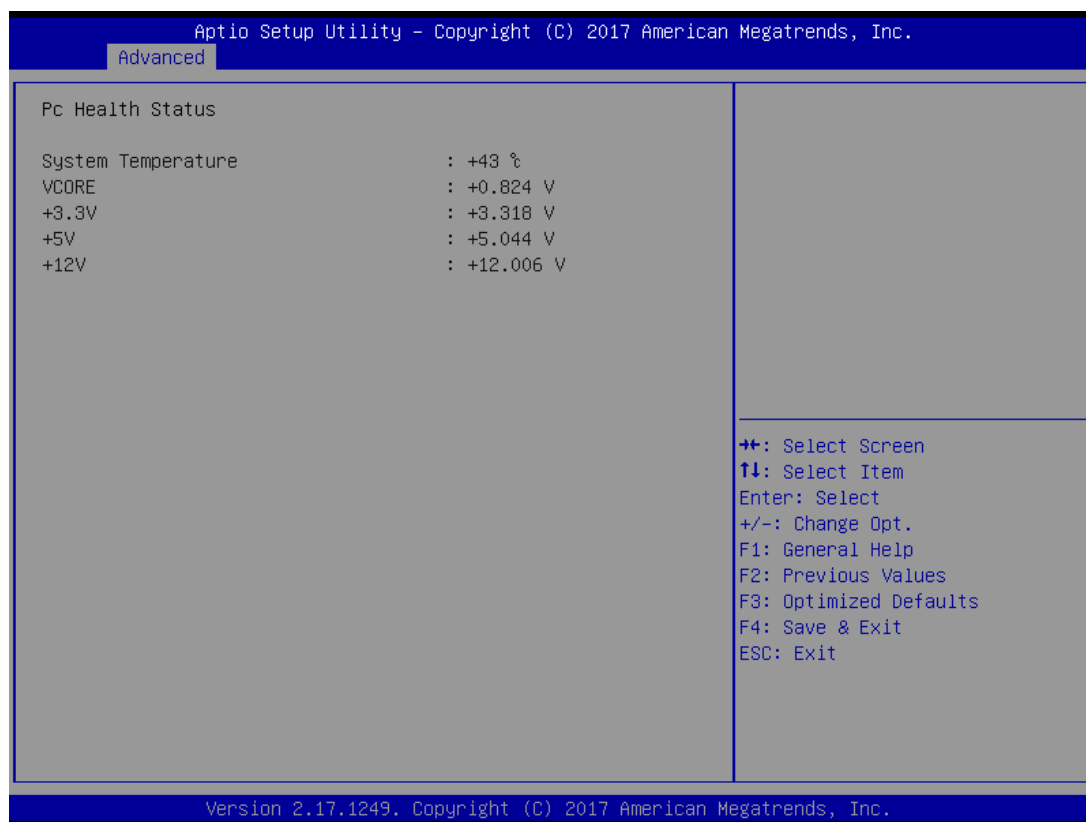 Aptio Setup Utility – Copyright (C) 2017 American Megatrends, Inc.
Advanced
Pc Health Status
System Temperature : +43 ℃
VCORE : +0.824 V
+3.3V : +3.318 V
+5V : +5.044 V
+12V : +12.006 V
→←: Select Screen
↑↓: Select Item
Enter: Select
+/-: Change Opt.
F1: General Help
F2: Previous Values
F3: Optimized Defaults
F4: Save & Exit
ESC: Exit
Version 2.17.1249. Copyright (C) 2017 American Megatrends, Inc.